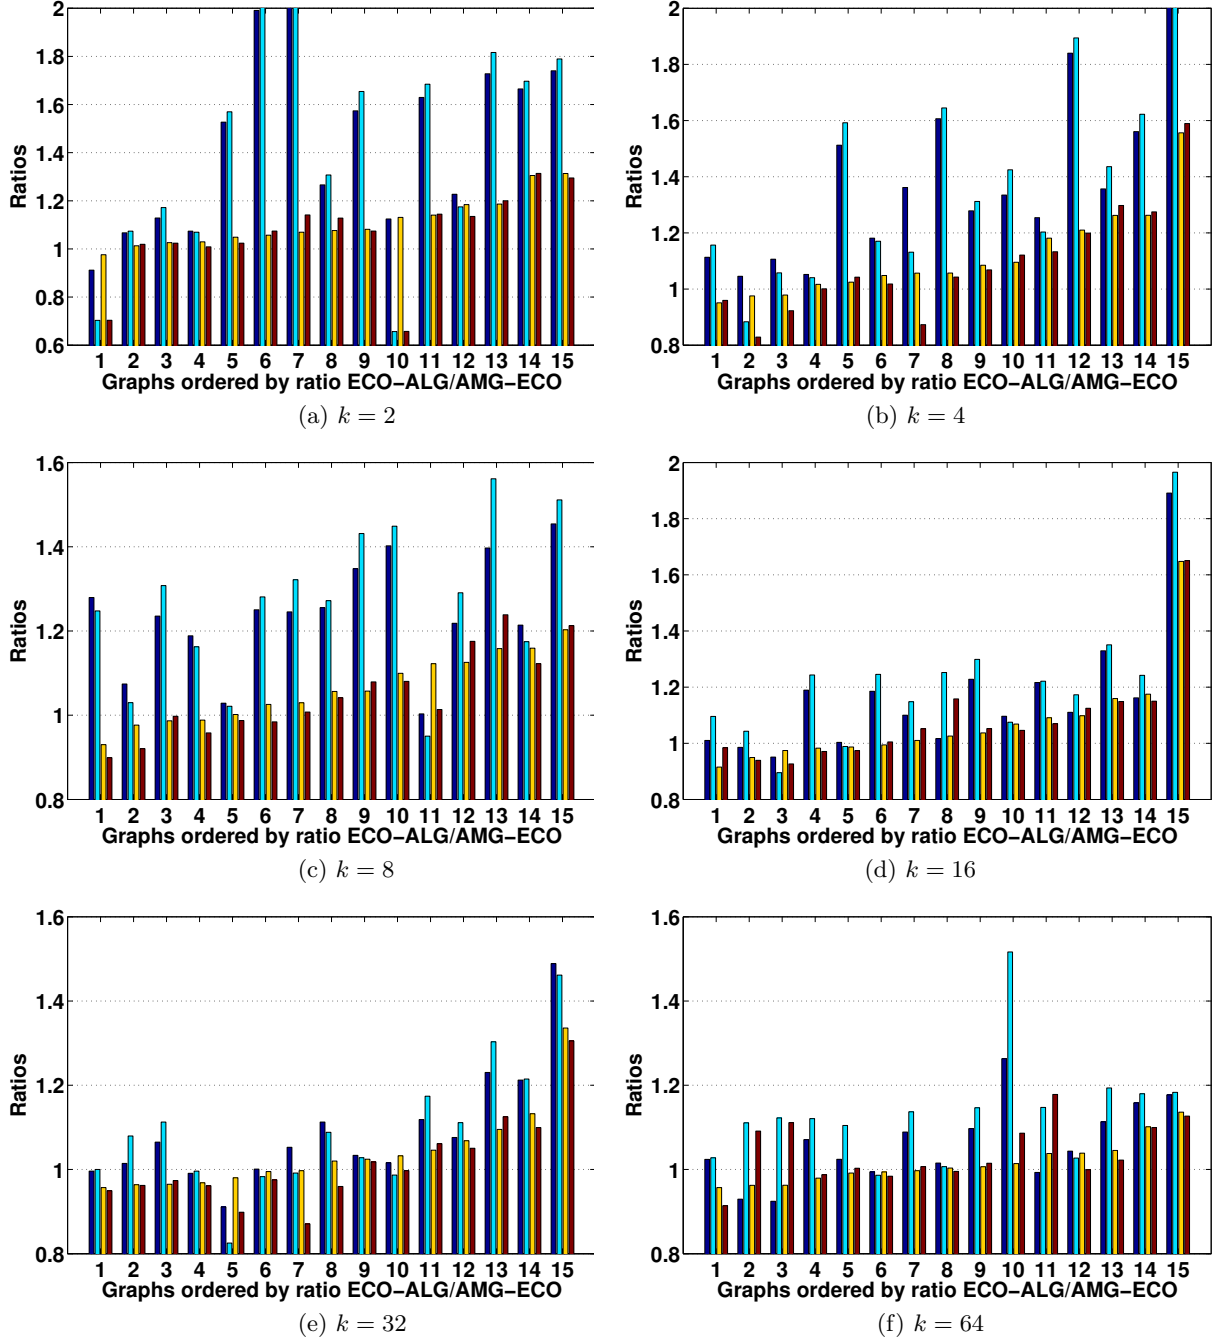 2
1.8
1.6
1.4
1.2
1
0.8
0.6
Ratios
1 2 3 4 5 6 7 8 9 10 11 12 13 14 15
Graphs ordered by ratio ECO−ALG/AMG−ECO
(a) k = 2
2
1.8
1.6
1.4
1.2
1
0.8
Ratios
1 2 3 4 5 6 7 8 9 10 11 12 13 14 15
Graphs ordered by ratio ECO−ALG/AMG−ECO
(b) k = 4
1.6
1.4
1.2
1
0.8
Ratios
1 2 3 4 5 6 7 8 9 10 11 12 13 14 15
Graphs ordered by ratio ECO−ALG/AMG−ECO
(c) k = 8
2
1.8
1.6
1.4
1.2
1
0.8
Ratios
1 2 3 4 5 6 7 8 9 10 11 12 13 14 15
Graphs ordered by ratio ECO−ALG/AMG−ECO
(d) k = 16
1.6
1.4
1.2
1
0.8
Ratios
1 2 3 4 5 6 7 8 9 10 11 12 13 14 15
Graphs ordered by ratio ECO−ALG/AMG−ECO
(e) k = 32
1.6
1.4
1.2
1
0.8
Ratios
1 2 3 4 5 6 7 8 9 10 11 12 13 14 15
Graphs ordered by ratio ECO−ALG/AMG−ECO
(f) k = 64